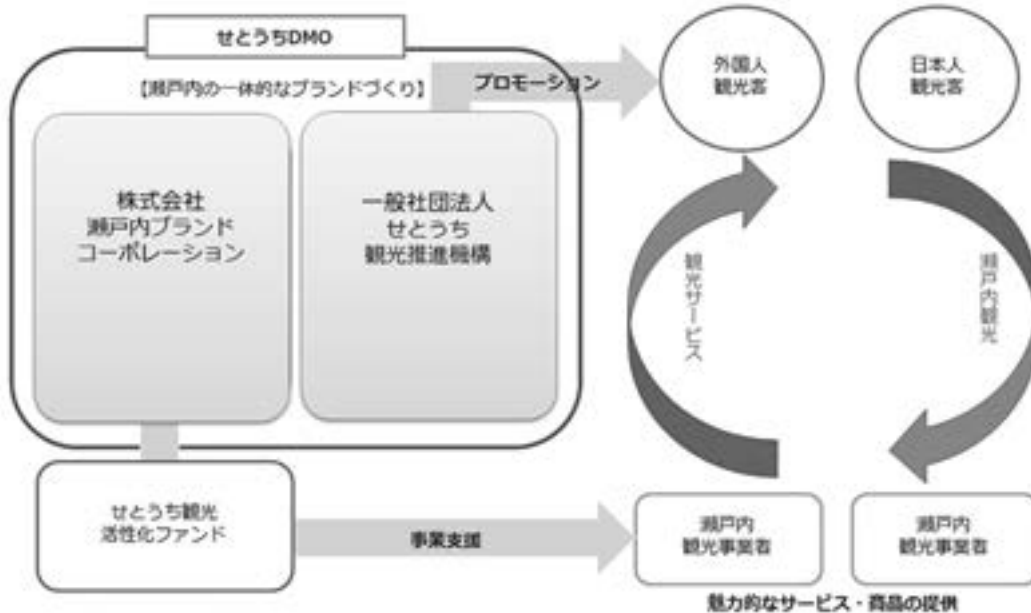 せとうちDMO
【瀬戸内の一体的なブランドづくり】
プロモーション
外国人
観光客
日本人
観光客
株式会社
瀬戸内ブランド
コーポレーション
一般社団法人
せとうち
観光推進機構
観光サービス
瀬戸内観光
せとうち観光
活性化ファンド
事業支援
瀬戸内
観光事業者
瀬戸内
観光事業者
魅力的なサービス・商品の提供